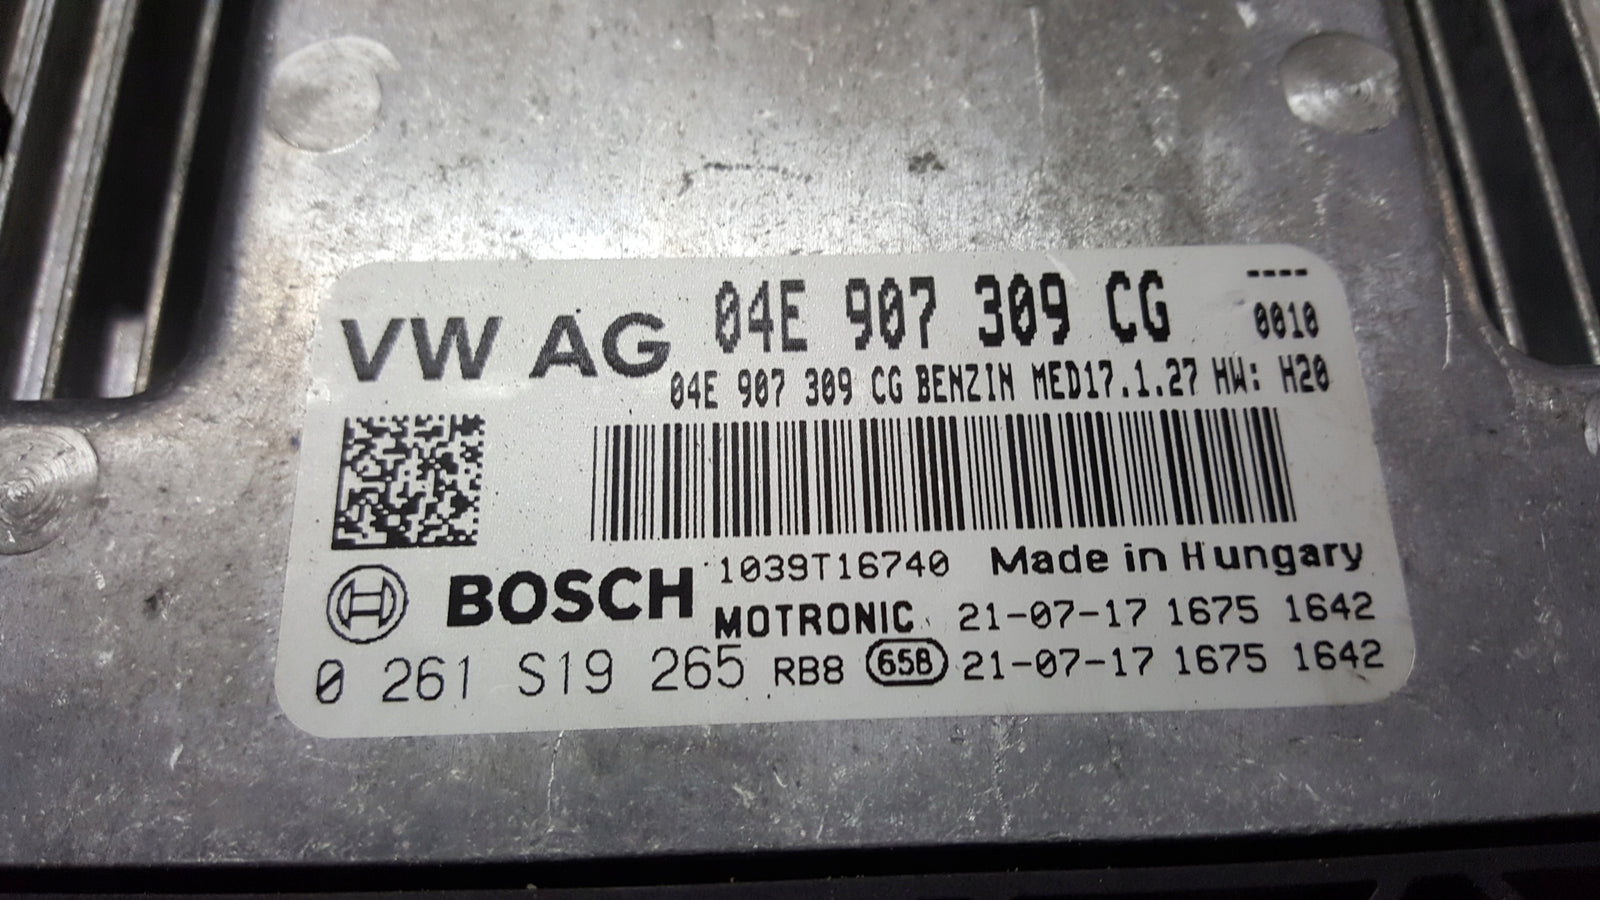 VW AG 04E 907 309 CG ----
0010
04E 907 309 CG BENZIN MED17.1.27 HW: H20
BOSCH 1039T16740 Made in Hungary
MOTRONIC 21-07-17 1675 1642
0 261 S19 265 RB8 65B 21-07-17 1675 1642